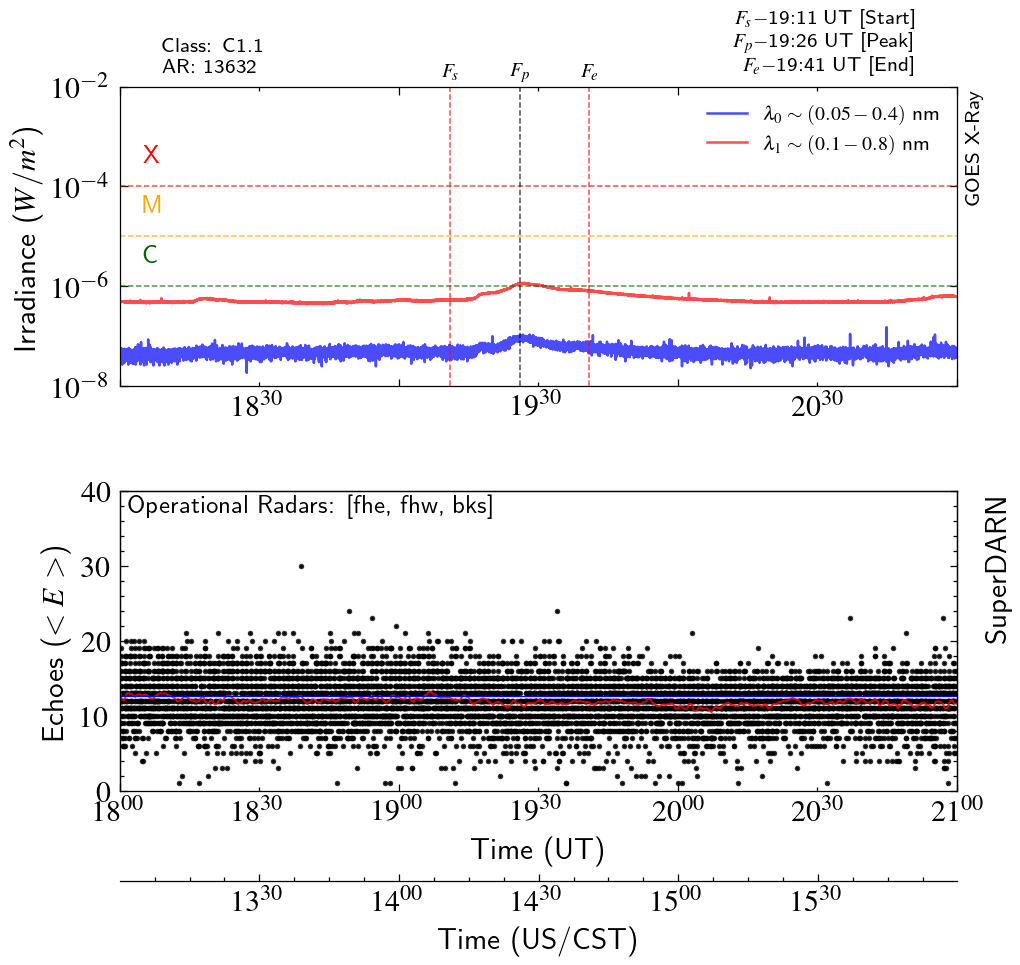 Class: C1.1
AR: 13632
F_s−19:11 UT [Start]
F_p−19:26 UT [Peak]
F_e−19:41 UT [End]
F_s F_p F_e
10^−2
10^−4
10^−6
10^−8
Irradiance (W/m^2)
X
M
C
λ_0 ~ (0.05 − 0.4) nm
λ_1 ~ (0.1 − 0.8) nm
GOES X-Ray
18^30 19^30 20^30
Operational Radars: [fhe, fhw, bks]
40
30
20
10
0
Echoes (< E >)
SuperDARN
18^00 18^30 19^00 19^30 20^00 20^30 21^00
Time (UT)
13^30 14^00 14^30 15^00 15^30
Time (US/CST)